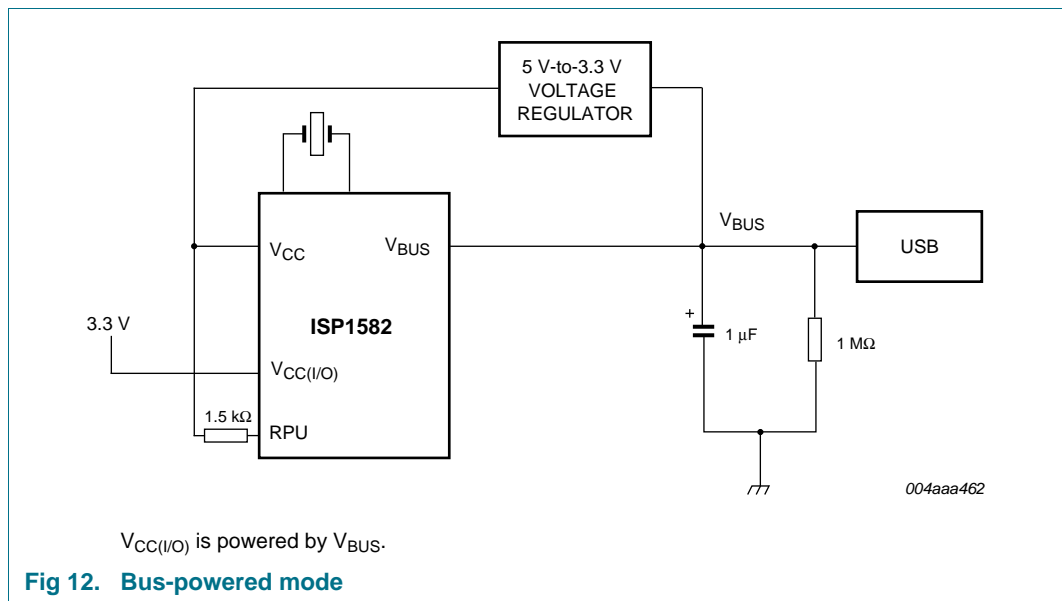 5 V-to-3.3 V
VOLTAGE
REGULATOR
VBUS
USB
VCC
VBUS
ISP1582
3.3 V
+
1 μF
1 MΩ
VCC(I/O)
1.5 kΩ
RPU
004aaa462
VCC(I/O) is powered by VBUS.
Fig 12. Bus-powered mode